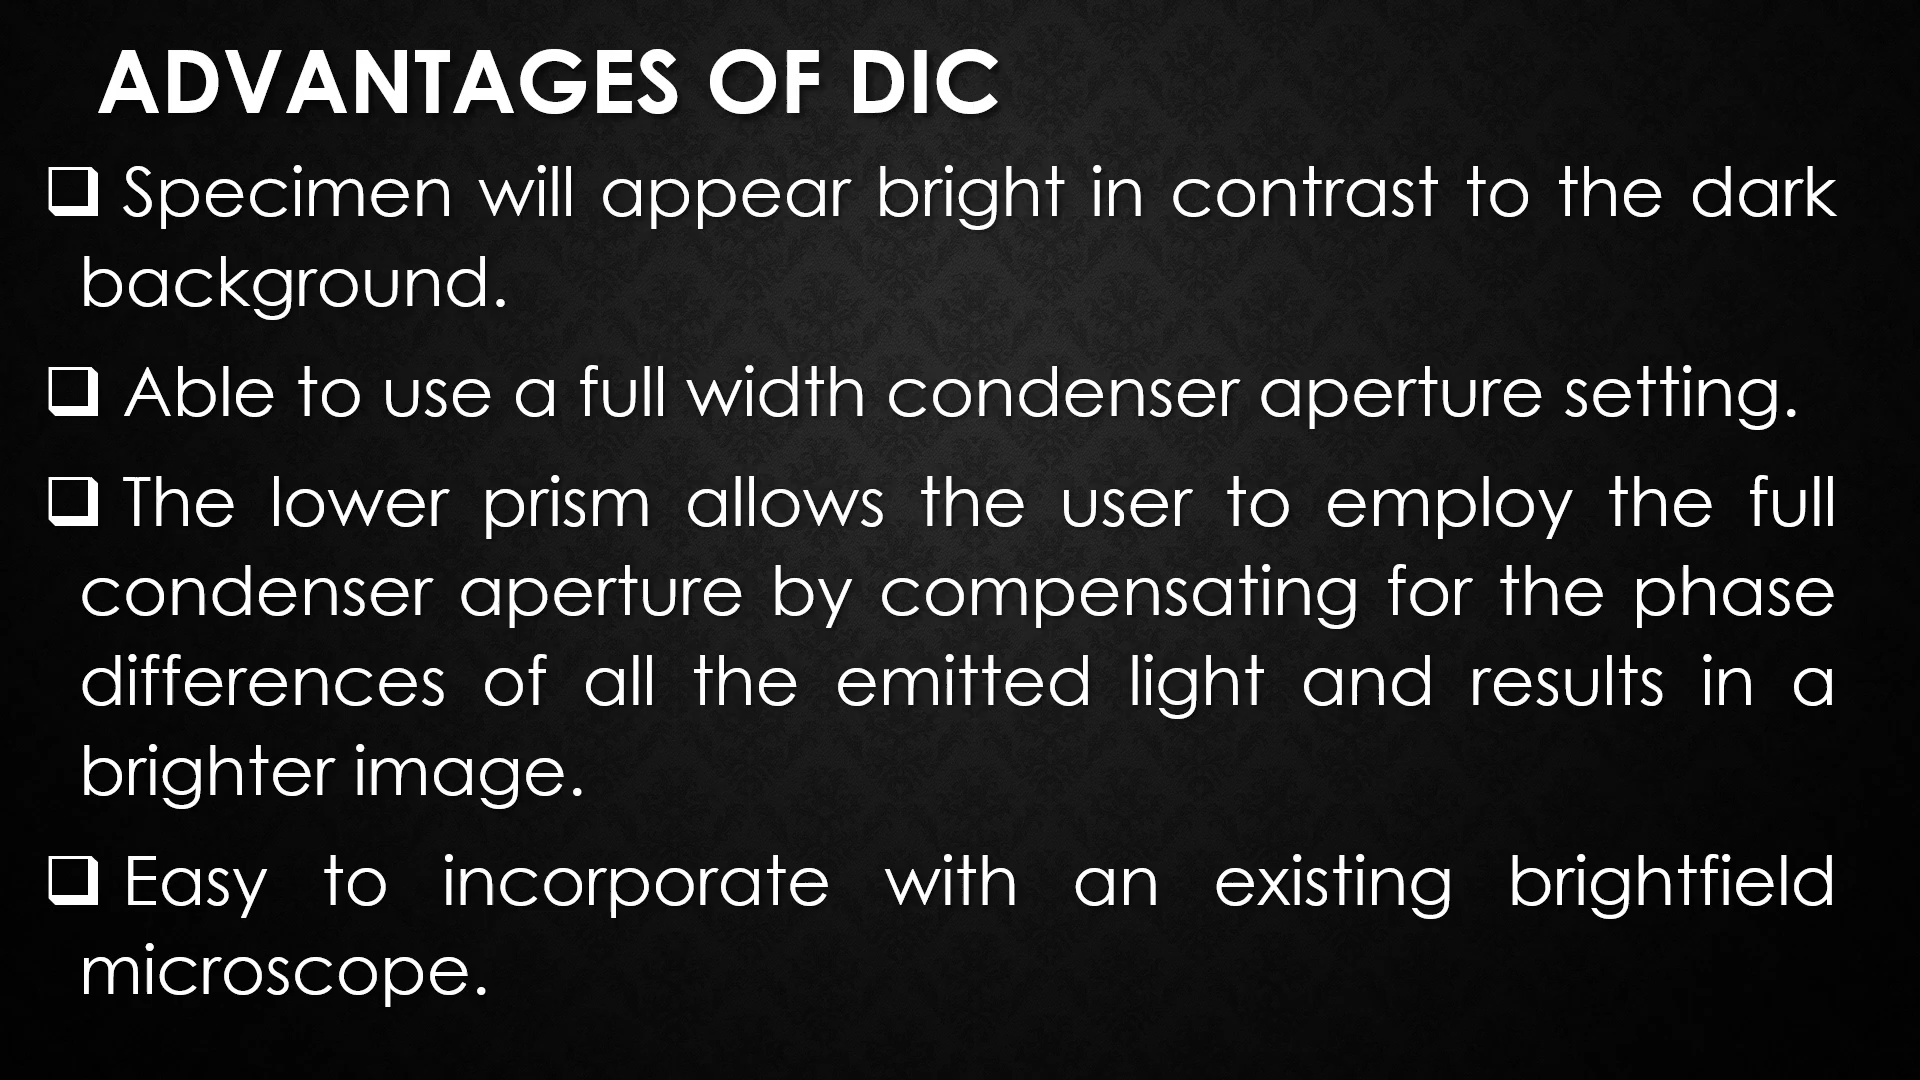 ADVANTAGES OF DIC
❑ Specimen will appear bright in contrast to the dark
background.
❑ Able to use a full width condenser aperture setting.
❑ The lower prism allows the user to employ the full
condenser aperture by compensating for the phase
differences of all the emitted light and results in a
brighter image.
❑ Easy to incorporate with an existing brightfield
microscope.